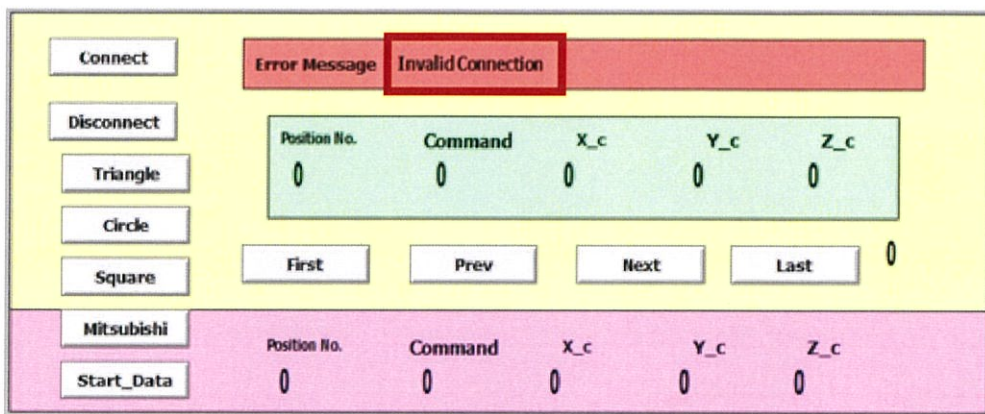 Connect
Error Message Invalid Connection
Disconnect
Position No. Command X_c Y_c Z_c
0 0 0 0 0
Triangle
Circle
Square
First Prev Next Last 0
Mitsubishi
Position No. Command X_c Y_c Z_c
Start_Data
0 0 0 0 0